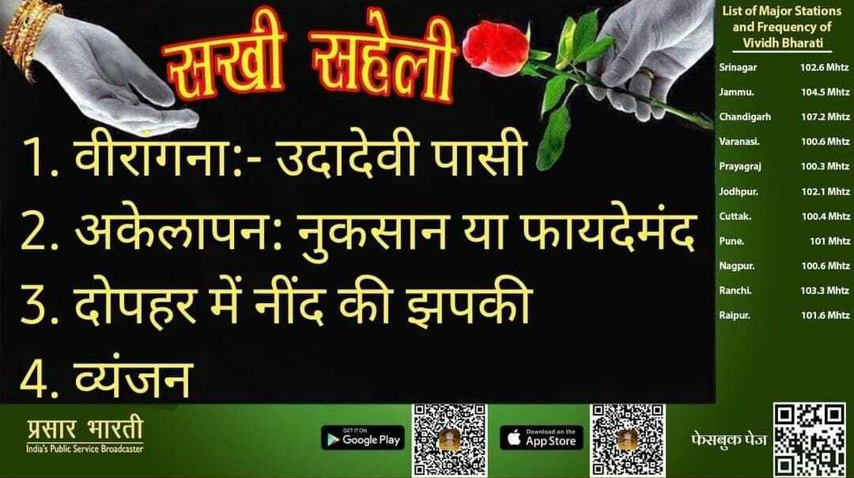 सखी सहेली
1. वीरागना:- उदादेवी पासी
2. अकेलापन: नुकसान या फायदेमंद
3. दोपहर में नींद की झपकी
4. व्यंजन
List of Major Stations
and Frequency of
Vividh Bharati
Srinagar 102.6 Mhtz
Jammu. 104.5 Mhtz
Chandigarh 107.2 Mhtz
Varanasi. 100.6 Mhtz
Prayagraj 100.3 Mhtz
Jodhpur. 102.1 Mhtz
Cuttak. 100.4 Mhtz
Pune. 101 Mhtz
Nagpur. 100.6 Mhtz
Ranchi. 103.3 Mhtz
Raipur. 101.6 Mhtz
प्रसार भारती
India's Public Service Broadcaster
GET IT ON
Google Play
Download on the
App Store
फेसबुक पेज